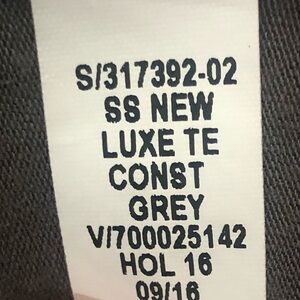 S/317392-02
SS NEW
LUXE TE
CONST
GREY
V/700025142
HOL 16
09/16